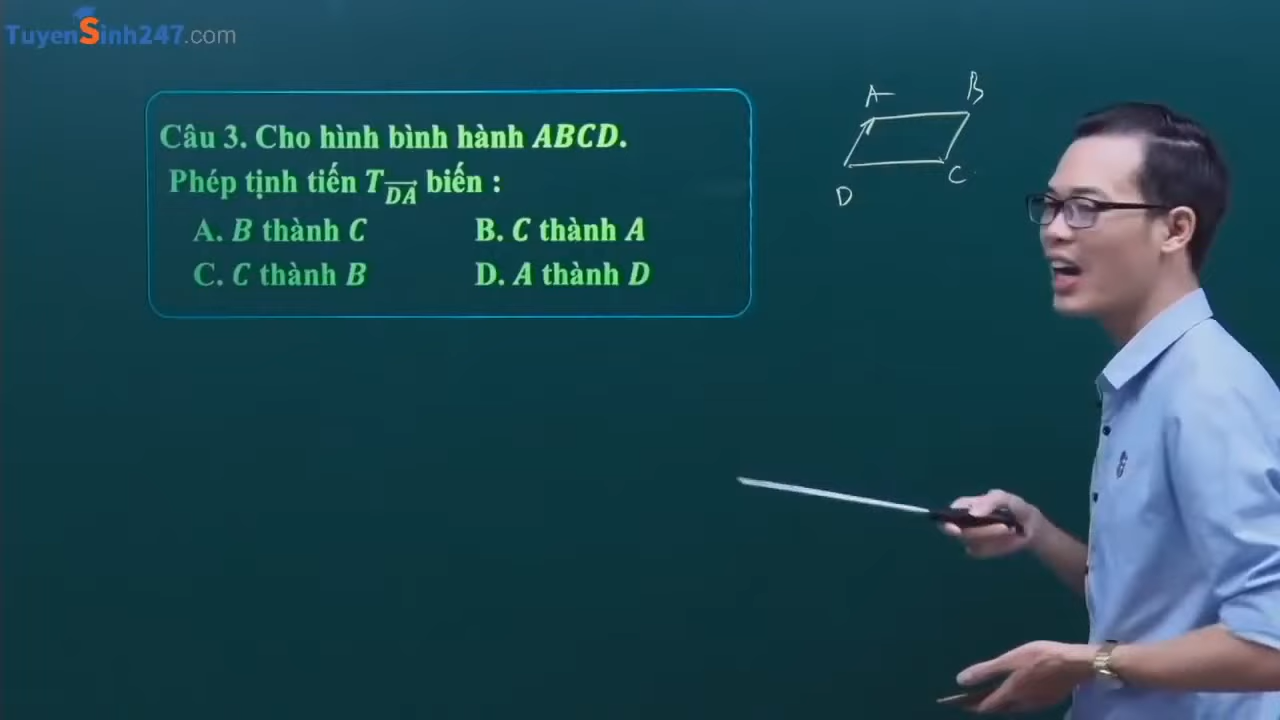 TuyenSinh247.com
Câu 3. Cho hình bình hành ABCD.
Phép tịnh tiến T_{\overrightarrow{DA}} biến :
A. B thành C
B. C thành A
C. C thành B
D. A thành D
A B
D C